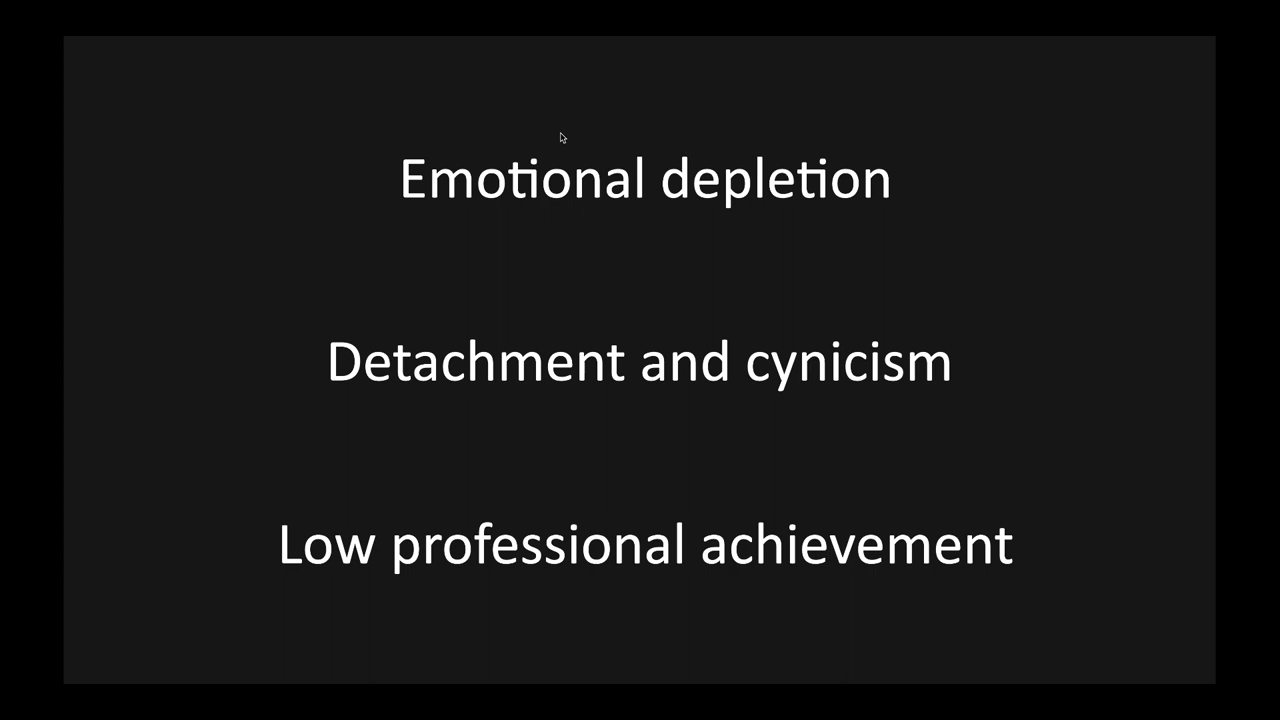 Emotional depletion
Detachment and cynicism
Low professional achievement